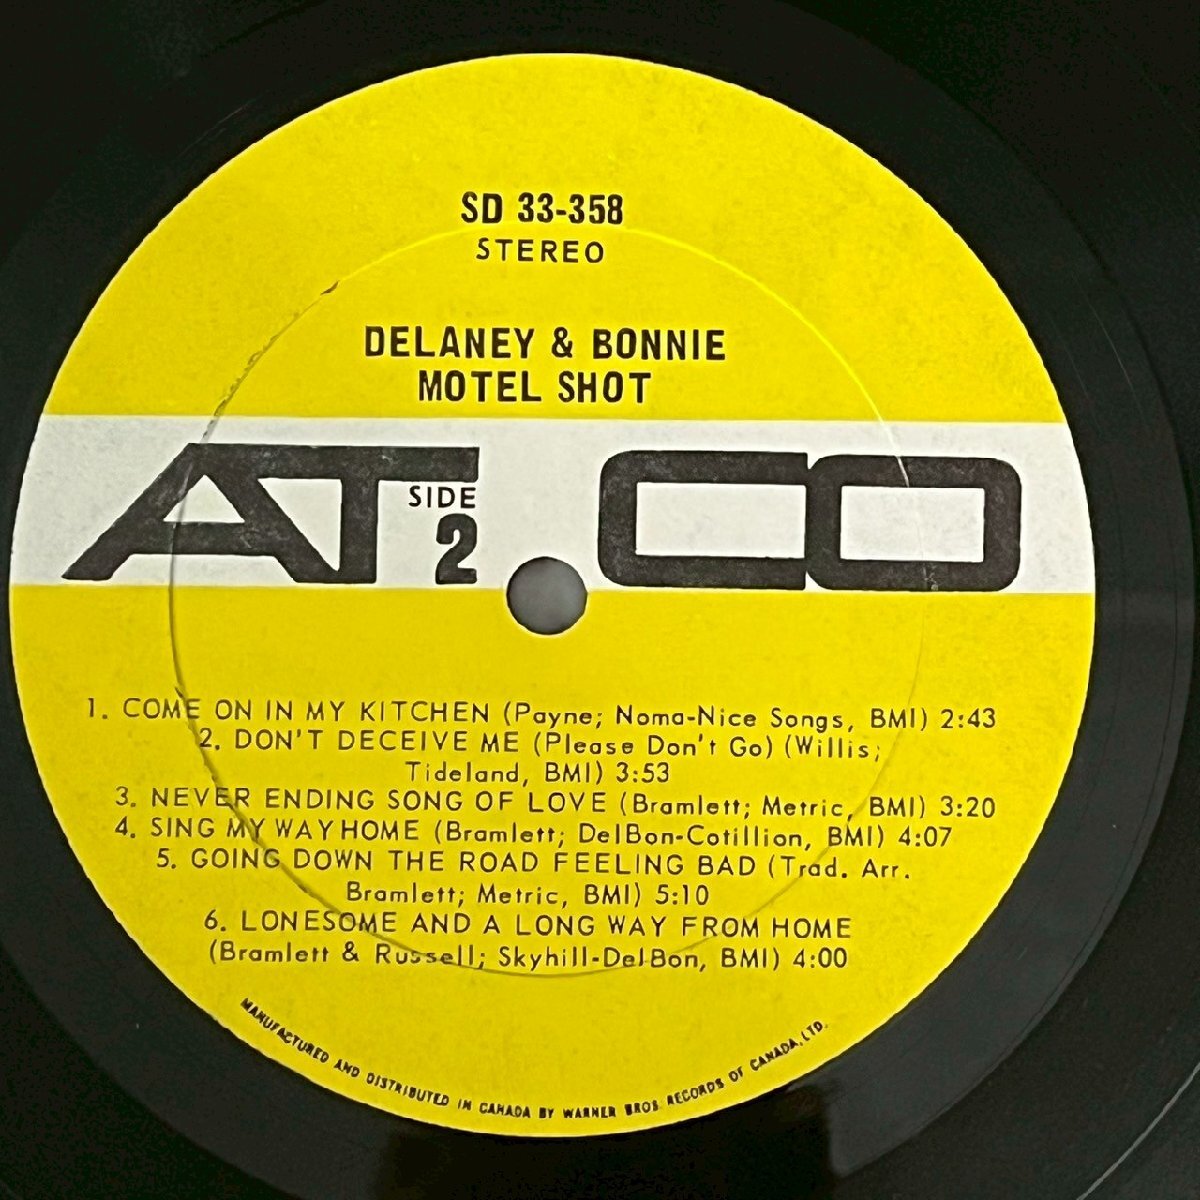 SD 33-358
STEREO
DELANEY & BONNIE
MOTEL SHOT
ATCO
SIDE
2
1. COME ON IN MY KITCHEN (Payne; Noma-Nice Songs, BMI) 2:43
2. DON'T DECEIVE ME (Please Don't Go) (Willis;
Tideland, BMI) 3:53
3. NEVER ENDING SONG OF LOVE (Bramlett; Metric, BMI) 3:20
4. SING MY WAY HOME (Bramlett; DelBon-Cotillion, BMI) 4:07
5. GOING DOWN THE ROAD FEELING BAD (Trad. Arr.
Bramlett; Metric, BMI) 5:10
6. LONESOME AND A LONG WAY FROM HOME
(Bramlett & Russell; Skyhill-DelBon, BMI) 4:00
MANUFACTURED AND DISTRIBUTED IN CANADA BY WARNER BROS. RECORDS OF CANADA, LTD.